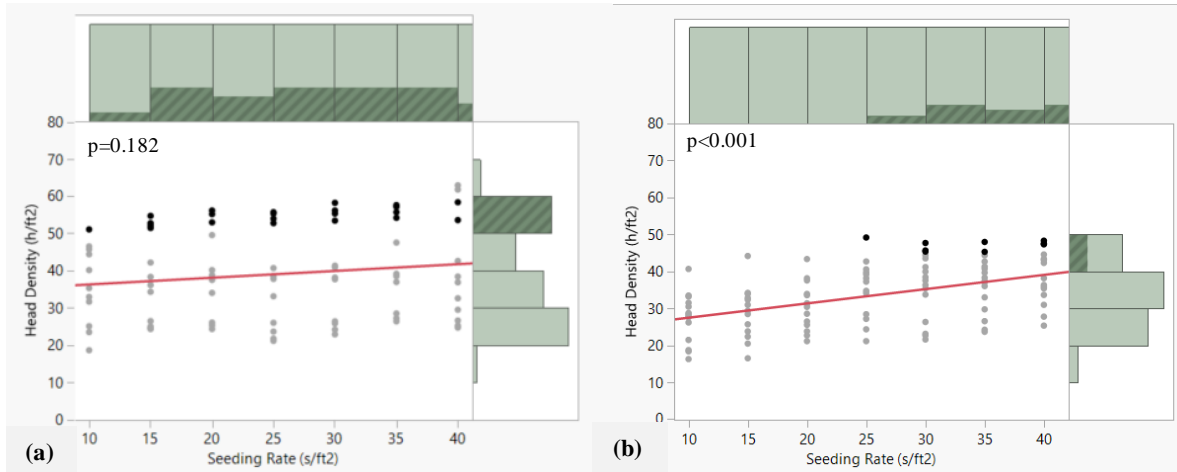 80
p=0.182
70
60
50
40
30
20
10
0
Head Density (h/ft2)
10 15 20 25 30 35 40
Seeding Rate (s/ft2)
(a)
80
p<0.001
70
60
50
40
30
20
10
0
Head Density (h/ft2)
10 15 20 25 30 35 40
Seeding Rate (s/ft2)
(b)